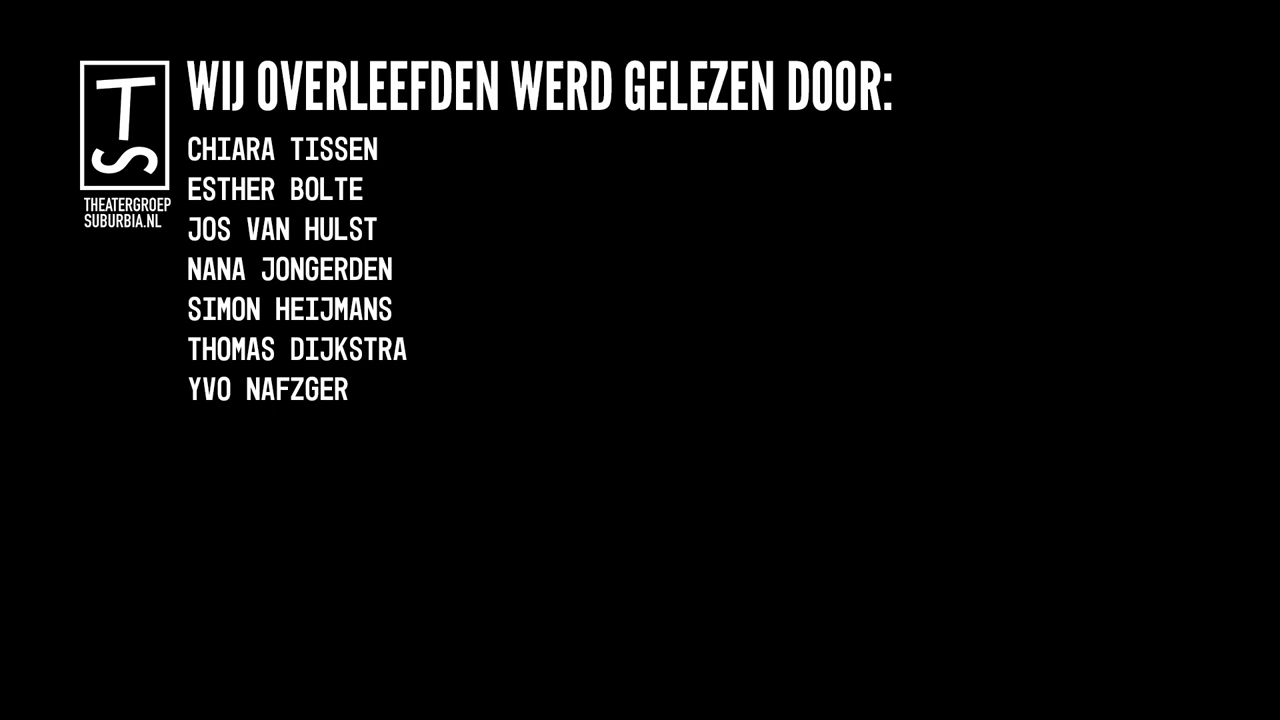 TS
THEATERGROEP
SUBURBIA.NL
WIJ OVERLEEFDEN WERD GELEZEN DOOR:
CHIARA TISSEN
ESTHER BOLTE
JOS VAN HULST
NANA JONGERDEN
SIMON HEIJMANS
THOMAS DIJKSTRA
YVO NAFZGER